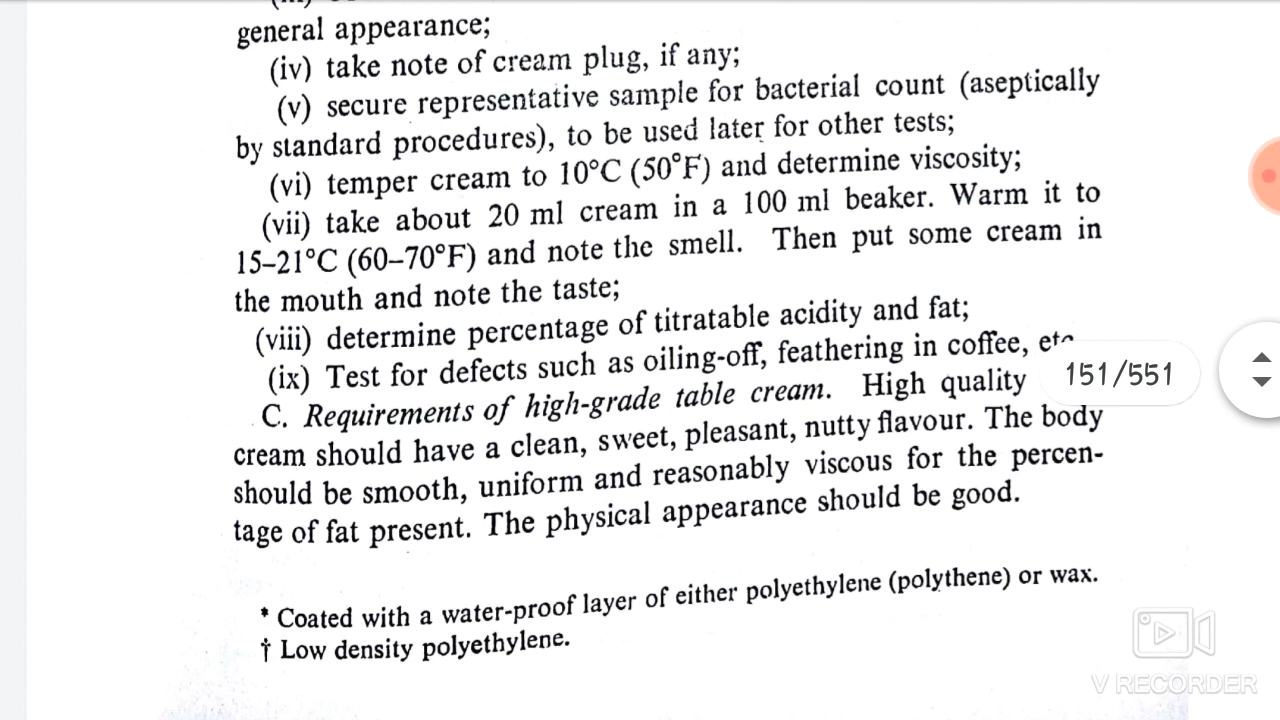 general appearance;
(iv) take note of cream plug, if any;
(v) secure representative sample for bacterial count (aseptically
by standard procedures), to be used later for other tests;
(vi) temper cream to 10°C (50°F) and determine viscosity;
(vii) take about 20 ml cream in a 100 ml beaker. Warm it to
15–21°C (60–70°F) and note the smell. Then put some cream in
the mouth and note the taste;
(viii) determine percentage of titratable acidity and fat;
(ix) Test for defects such as oiling-off, feathering in coffee, etc
151/551
C. Requirements of high-grade table cream. High quality
cream should have a clean, sweet, pleasant, nutty flavour. The body
should be smooth, uniform and reasonably viscous for the percen-
tage of fat present. The physical appearance should be good.
* Coated with a water-proof layer of either polyethylene (polythene) or wax.
† Low density polyethylene.
V RECORDER